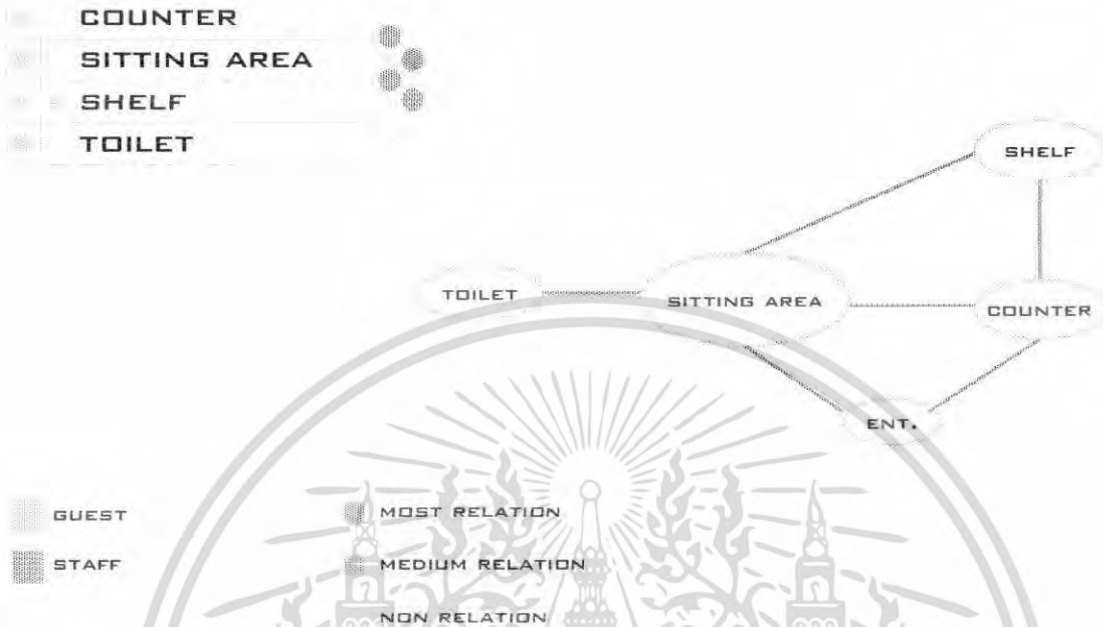 COUNTER
SITTING AREA
SHELF
TOILET
SHELF
TOILET
SITTING AREA
COUNTER
ENT.
GUEST
MOST RELATION
STAFF
MEDIUM RELATION
NON RELATION